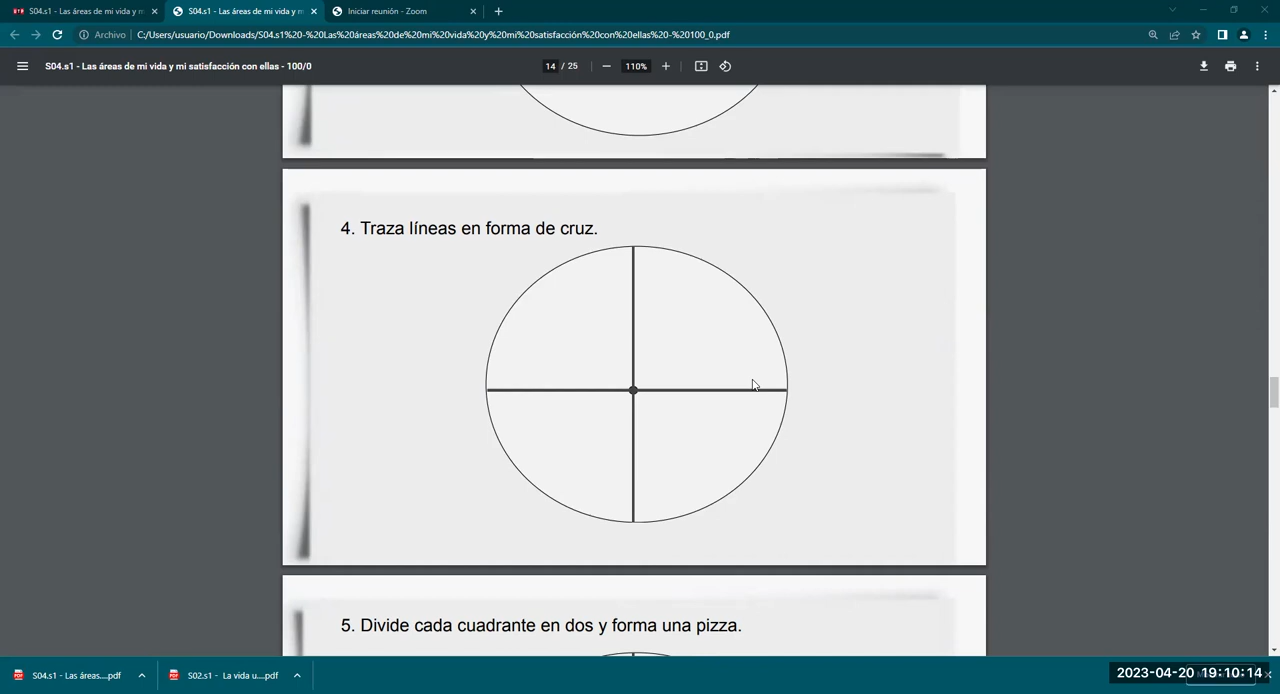 S04.s1 - Las áreas de mi vida y m
S04.s1 - Las áreas de mi vida y m
Iniciar reunión - Zoom
Archivo
C:/Users/usuario/Downloads/S04.s1%20-%20Las%20áreas%20de%20mi%20vida%20y%20mi%20satisfacción%20con%20ellas%20-%20100_0.pdf
S04.s1 - Las áreas de mi vida y mi satisfacción con ellas - 100/0
14 / 25
110%
4. Traza líneas en forma de cruz.
5. Divide cada cuadrante en dos y forma una pizza.
S04.s1 - Las áreas....pdf
S02.s1 - La vida u....pdf
2023-04-20 19:10:14